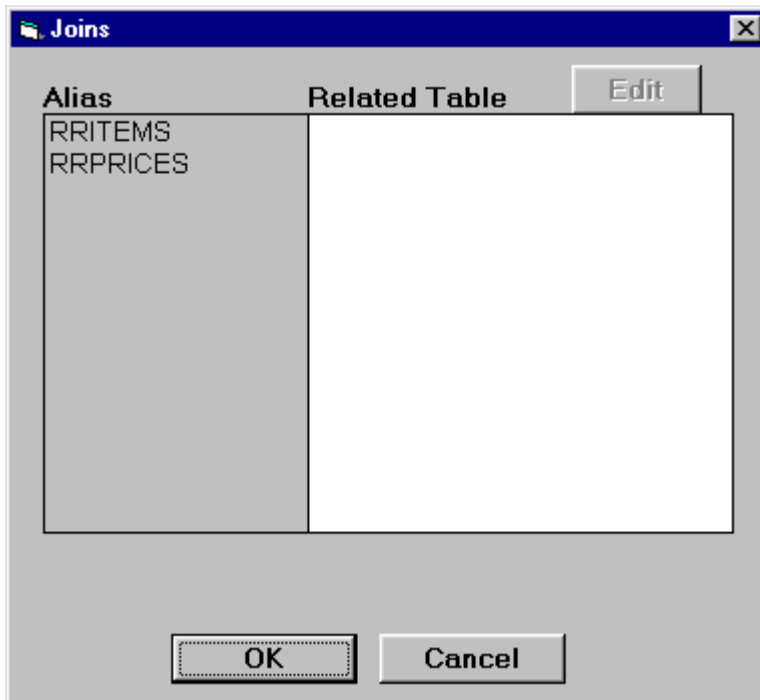 Joins
Alias Related Table Edit
RRITEMS
RRPRICES
OK Cancel